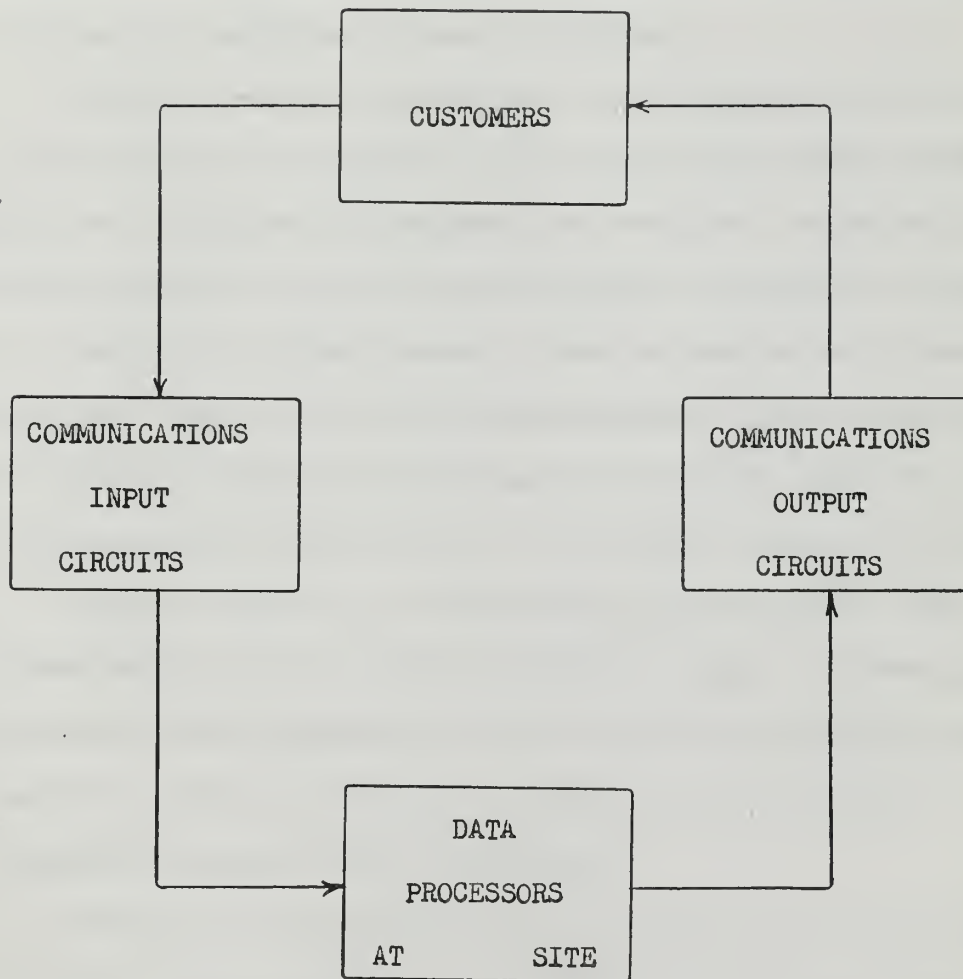 CUSTOMERS
COMMUNICATIONS
INPUT
CIRCUITS
COMMUNICATIONS
OUTPUT
CIRCUITS
DATA
PROCESSORS
AT SITE